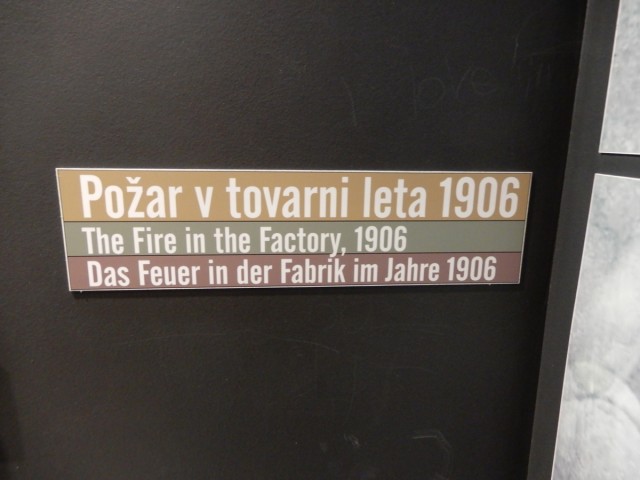 Požar v tovarni leta 1906
The Fire in the Factory, 1906
Das Feuer in der Fabrik im Jahre 1906